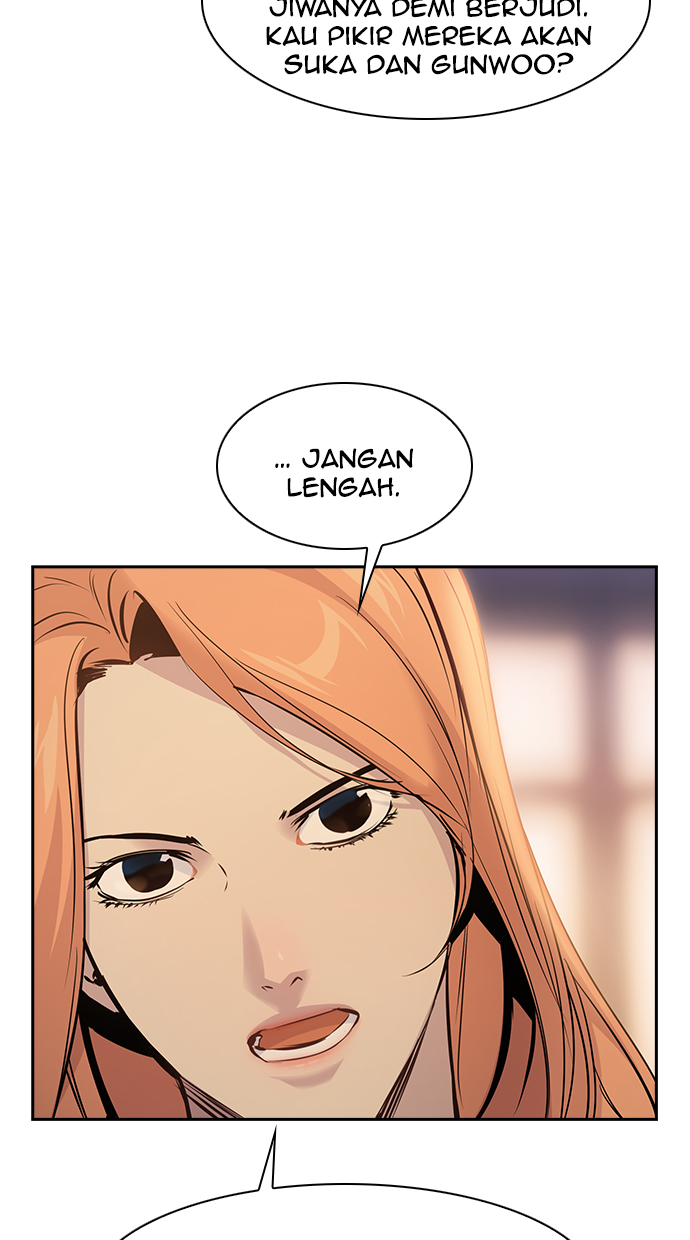 JIWANYA DEMI BERJUDI.
KAU PIKIR MEREKA AKAN
SUKA DAN GUNWOO?
... JANGAN
LENGAH.